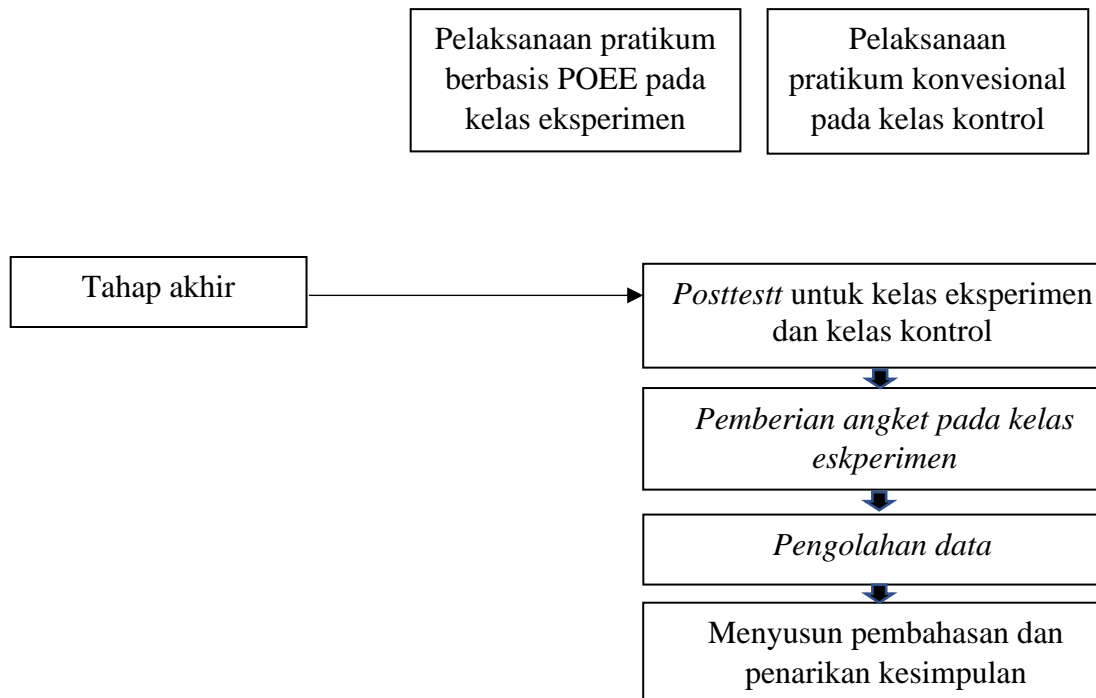 Pelaksanaan pratikum
berbasis POEE pada
kelas eksperimen
Pelaksanaan
pratikum konvesional
pada kelas kontrol
Tahap akhir
Posttestt untuk kelas eksperimen
dan kelas kontrol
Pemberian angket pada kelas
eskperimen
Pengolahan data
Menyusun pembahasan dan
penarikan kesimpulan